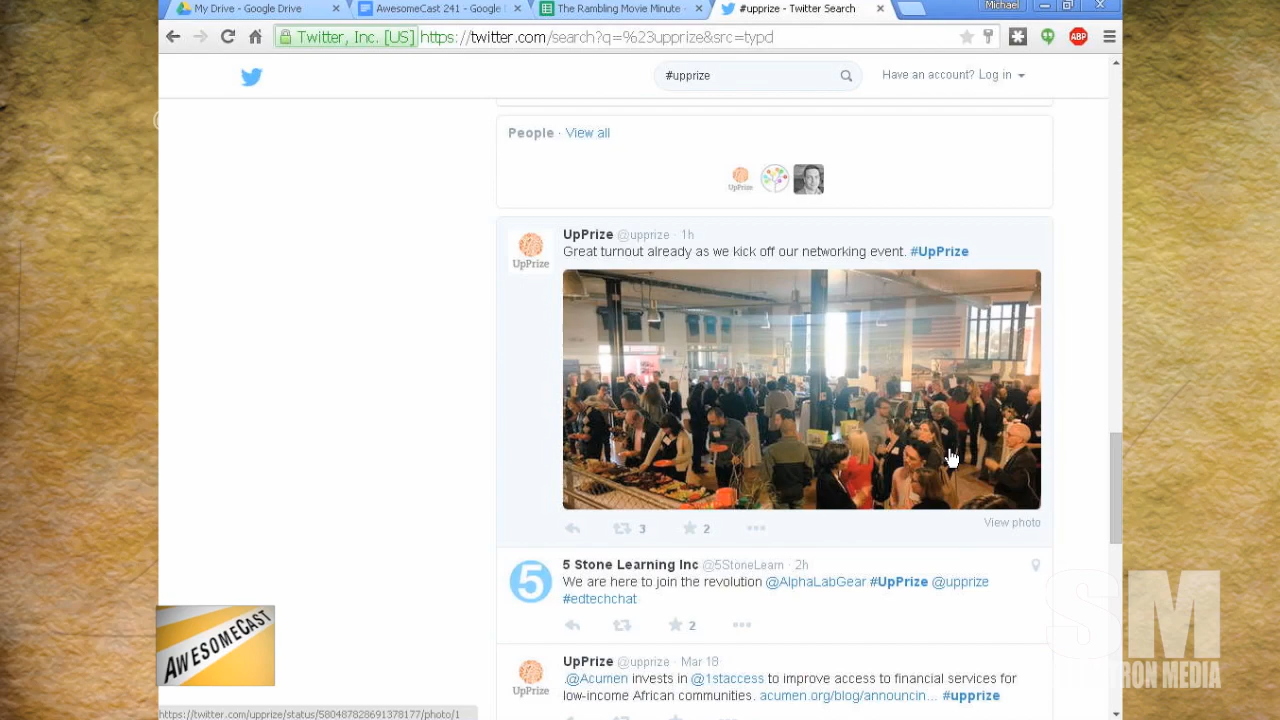 My Drive - Google Drive
AwesomeCast 241 - Google
The Rambling Movie Minute -
#upprize - Twitter Search
Michael
Twitter, Inc. [US] https://twitter.com/search?q=%23upprize&src=typd
ABP
#upprize
Have an account? Log in
People · View all
UpPrize
UpPrize @upprize · 1h
Great turnout already as we kick off our networking event. #UpPrize
UpPrize
3
2
View photo
5 Stone Learning Inc @5StoneLearn · 2h
5
We are here to join the revolution @AlphaLabGear #UpPrize @upprize
#edtechchat
2
UpPrize @upprize · Mar 18
.@Acumen invests in @1staccess to improve access to financial services for
UpPrize
low-income African communities. acumen.org/blog/announcin... #upprize
AWESOMECAST
SM
TRON MEDIA
https://twitter.com/upprize/status/580487828691378177/photo/1